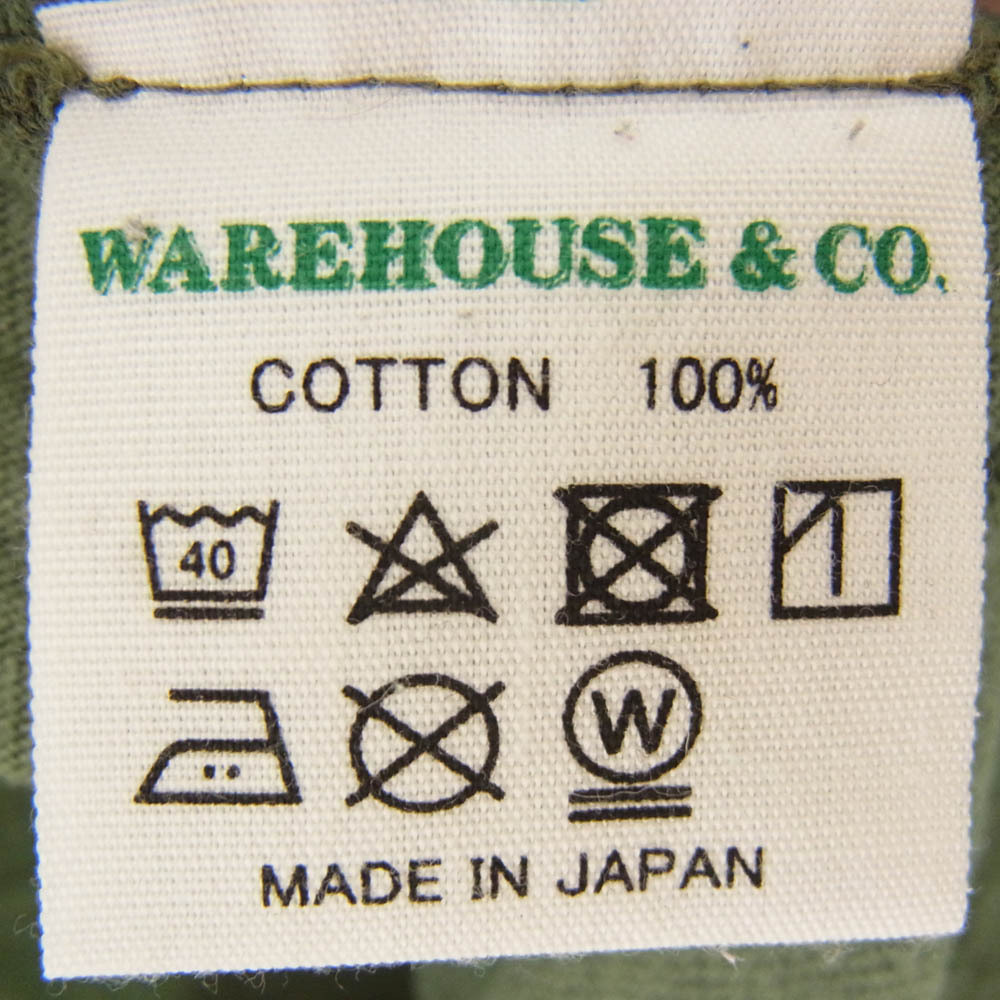 WAREHOUSE & CO.
COTTON 100%
40
W
MADE IN JAPAN